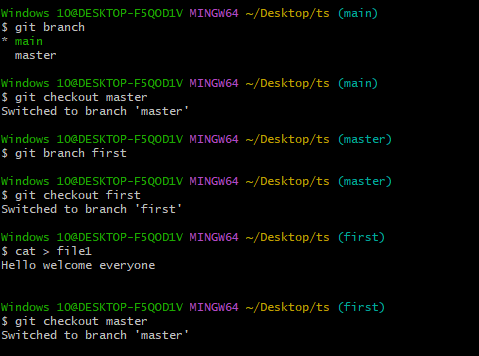 Windows 10@DESKTOP-F5QOD1V MINGW64 ~/Desktop/ts (main)
$ git branch
* main
  master
Windows 10@DESKTOP-F5QOD1V MINGW64 ~/Desktop/ts (main)
$ git checkout master
Switched to branch 'master'
Windows 10@DESKTOP-F5QOD1V MINGW64 ~/Desktop/ts (master)
$ git branch first
Windows 10@DESKTOP-F5QOD1V MINGW64 ~/Desktop/ts (master)
$ git checkout first
Switched to branch 'first'
Windows 10@DESKTOP-F5QOD1V MINGW64 ~/Desktop/ts (first)
$ cat > file1
Hello welcome everyone
Windows 10@DESKTOP-F5QOD1V MINGW64 ~/Desktop/ts (first)
$ git checkout master
Switched to branch 'master'